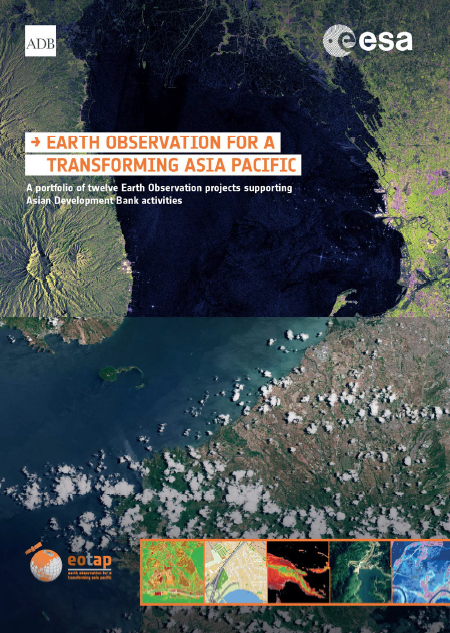 ADB
esa
→ EARTH OBSERVATION FOR A
TRANSFORMING ASIA PACIFIC
A portfolio of twelve Earth Observation projects supporting
Asian Development Bank activities
eotap
earth observation for a
transforming asia pacific